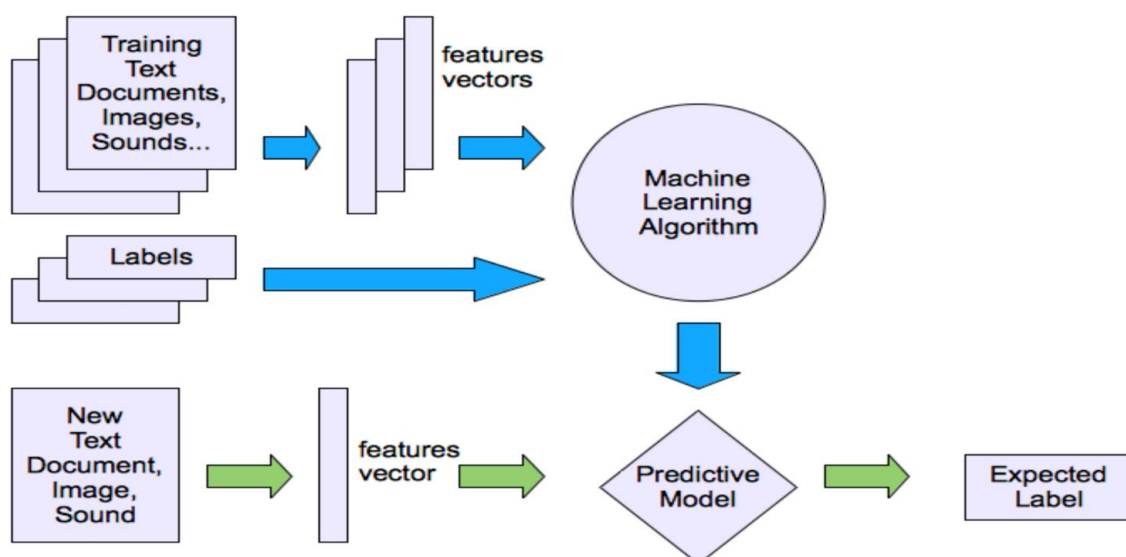 Training
Text
Documents,
Images,
Sounds...
features
vectors
Machine
Learning
Algorithm
Labels
New
Text
Document,
Image,
Sound
features
vector
Predictive
Model
Expected
Label